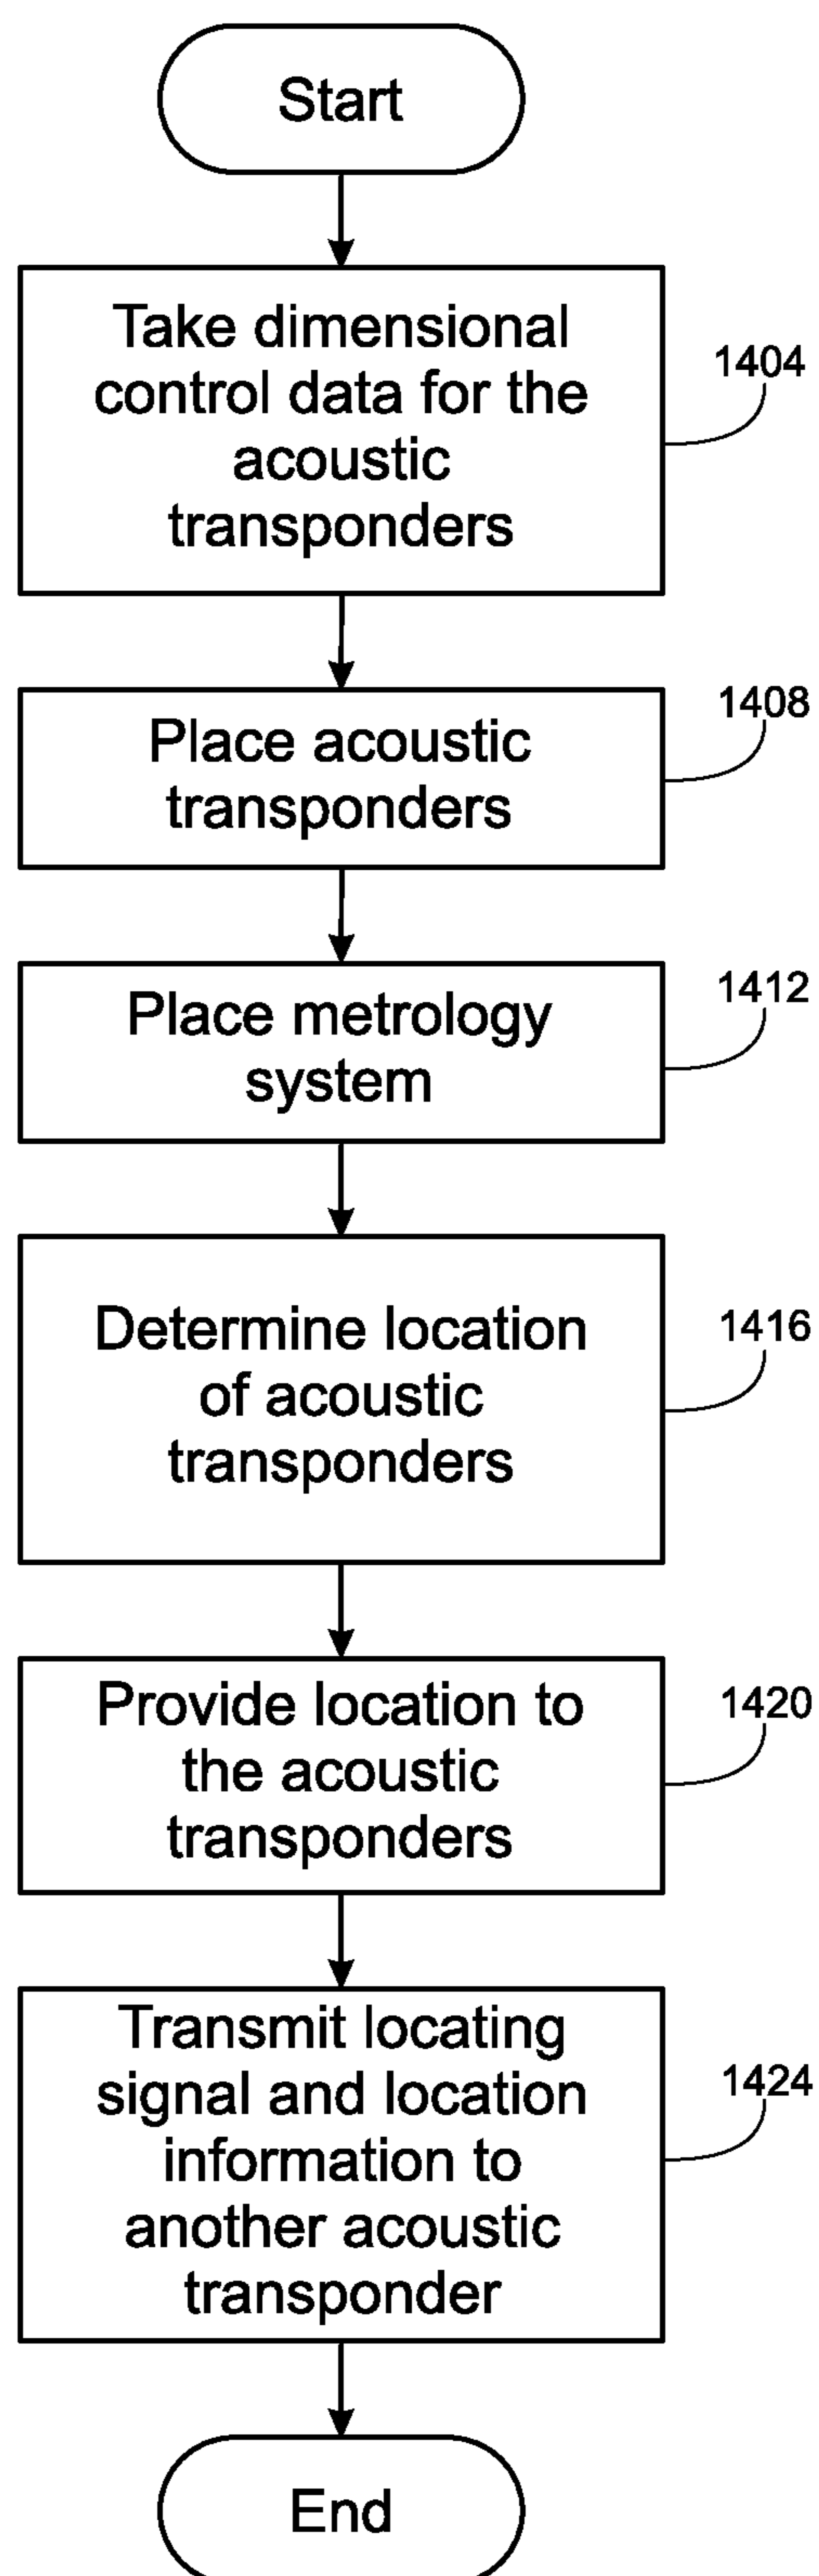 Start
Take dimensional
control data for the
acoustic
transponders
1404
Place acoustic
transponders
1408
Place metrology
system
1412
Determine location
of acoustic
transponders
1416
Provide location to
the acoustic
transponders
1420
Transmit locating
signal and location
information to
another acoustic
transponder
1424
End